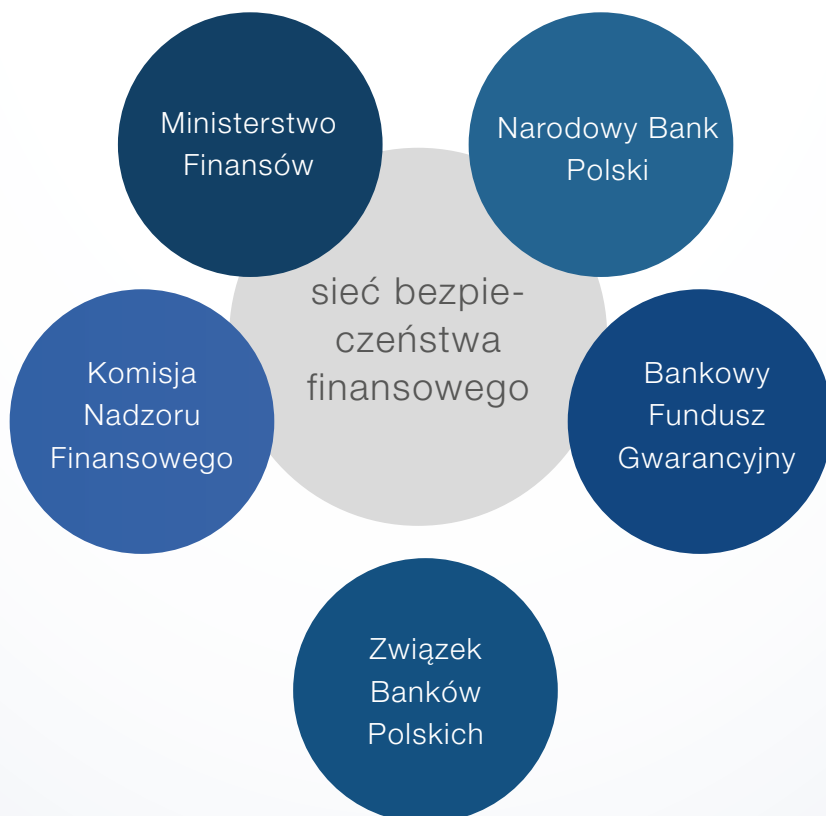 Ministerstwo
Finansów
Narodowy Bank
Polski
sieć bezpie-
czeństwa
finansowego
Komisja
Nadzoru
Finansowego
Bankowy
Fundusz
Gwarancyjny
Związek
Banków
Polskich